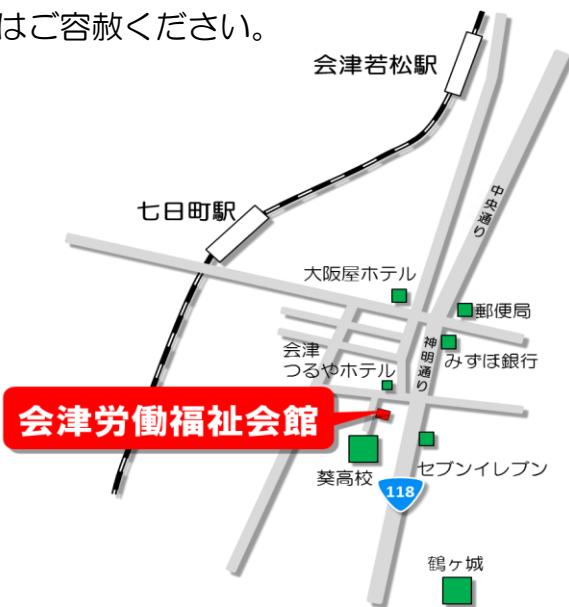 はご容赦ください。
会津若松駅
七日町駅
中央通り
大阪屋ホテル
郵便局
神明通り
みずほ銀行
会津
つるやホテル
会津労働福祉会館
葵高校
セブンイレブン
118
鶴ヶ城